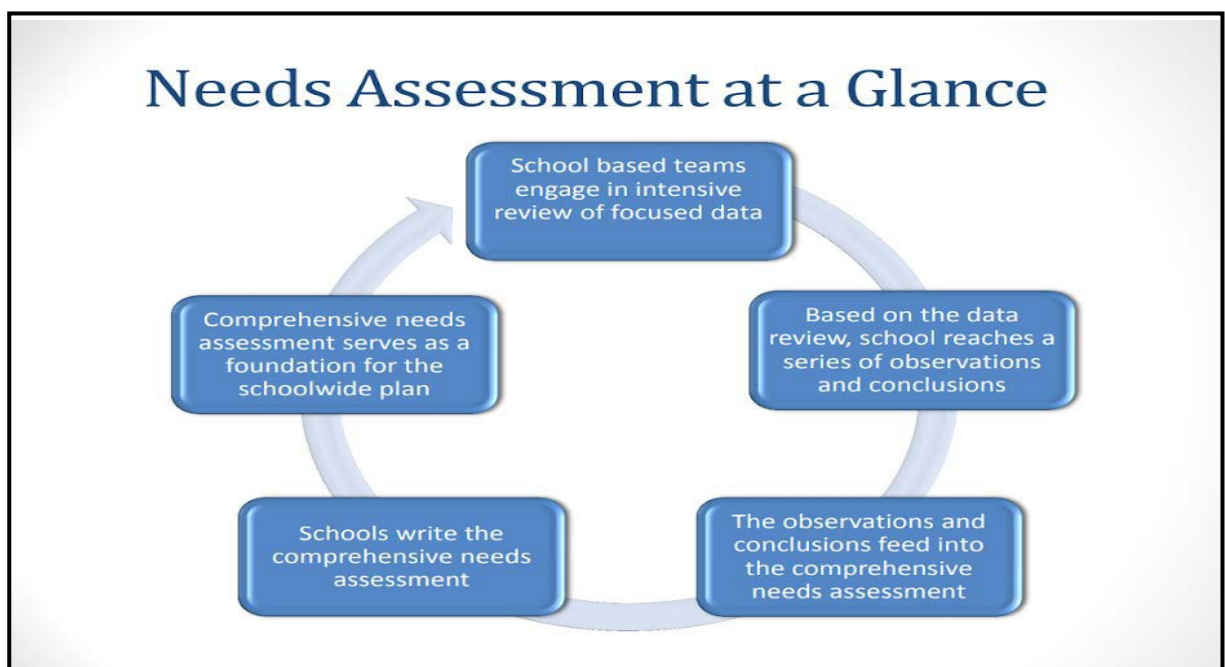 Needs Assessment at a Glance
School based teams
engage in intensive
review of focused data
Based on the data
review, school reaches a
series of observations
and conclusions
The observations and
conclusions feed into
the comprehensive
needs assessment
Schools write the
comprehensive needs
assessment
Comprehensive needs
assessment serves as a
foundation for the
schoolwide plan